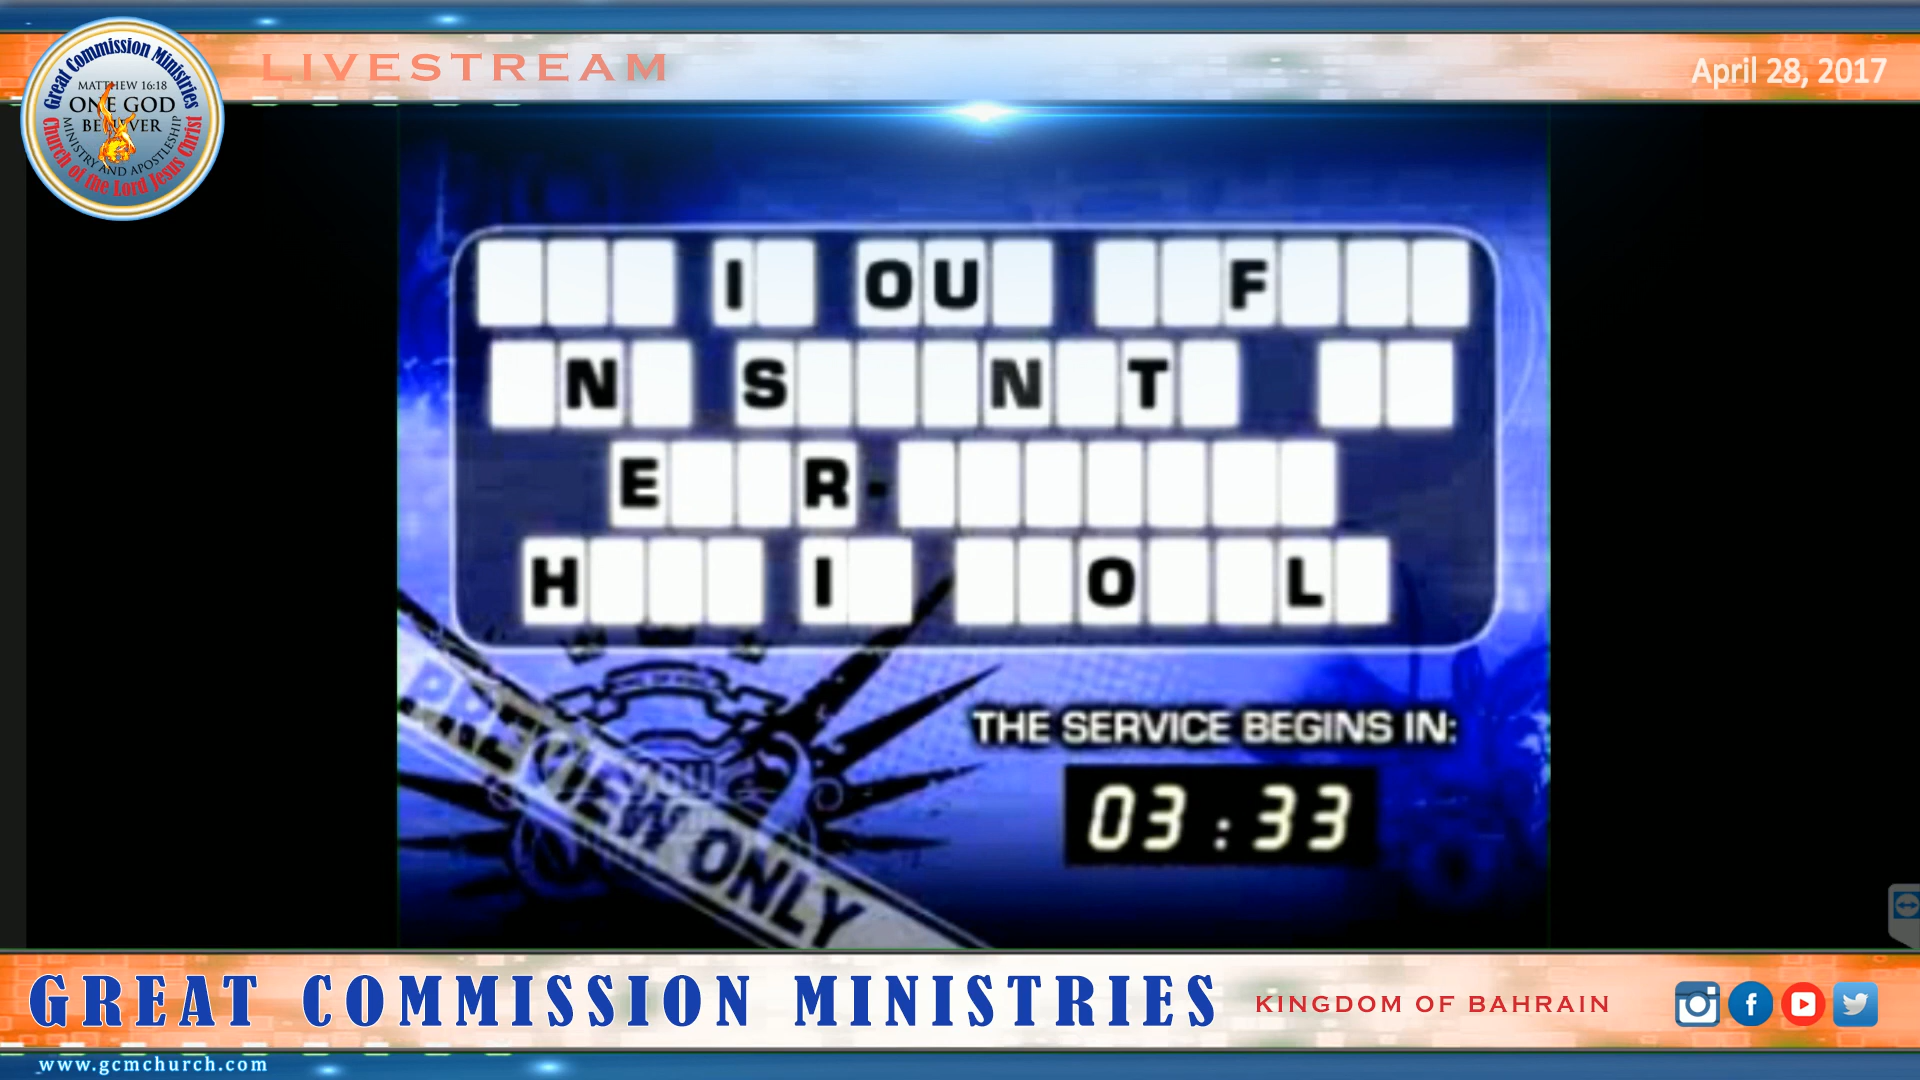 LIVESTREAM
April 28, 2017
Great Commission Ministries
MATTHEW 16:18
ONE GOD
BELIEVER
MINISTRY AND APOSTLESHIP
Church of the Lord Jesus Christ
I OU F
N S N T
E R-
H I O L
THE SERVICE BEGINS IN:
03:33
PREVIEW ONLY
GREAT COMMISSION MINISTRIES
KINGDOM OF BAHRAIN
www.gcmchurch.com